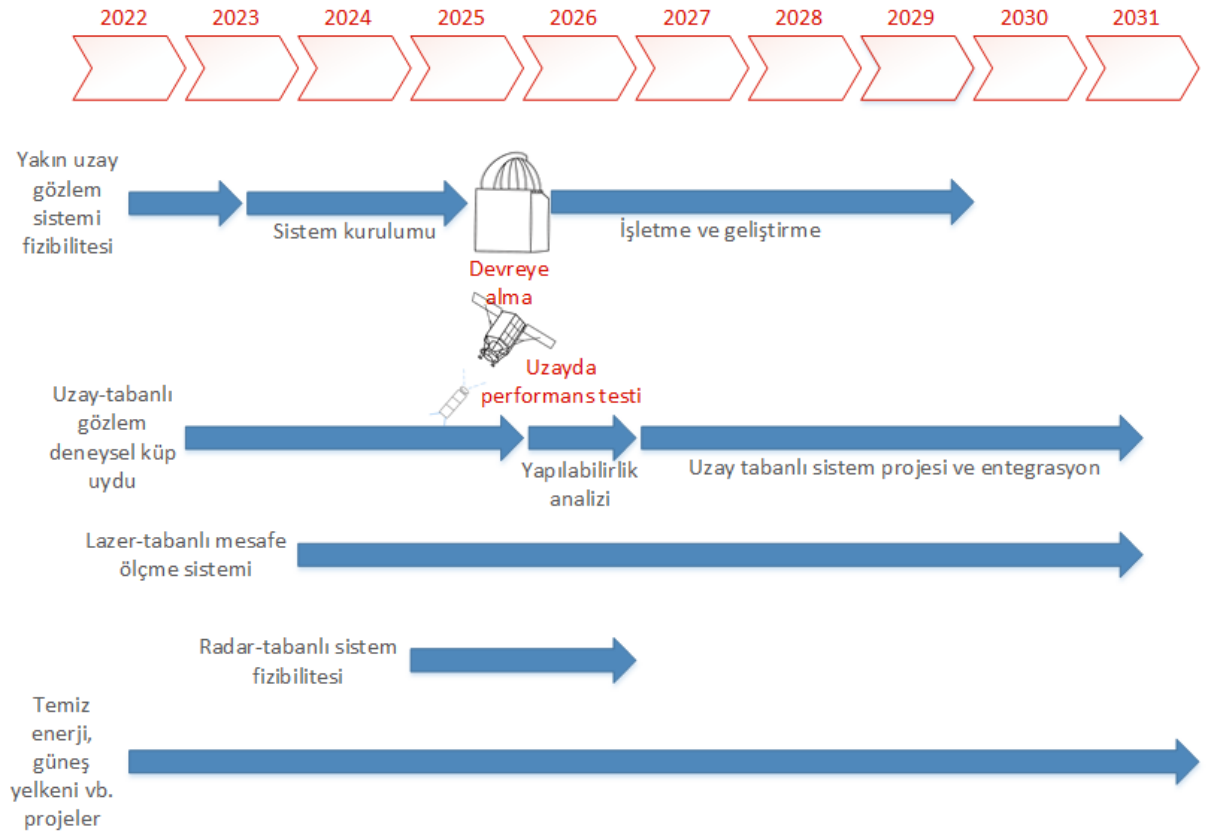 2022 2023 2024 2025 2026 2027 2028 2029 2030 2031
Yakın uzay
gözlem
sistemi
fizibilitesi
Sistem kurulumu
İşletme ve geliştirme
Devreye
alma
Uzayda
performans testi
Uzay-tabanlı
gözlem
deneysel küp
uydu
Yapılabilirlik
analizi
Uzay tabanlı sistem projesi ve entegrasyon
Lazer-tabanlı mesafe
ölçme sistemi
Radar-tabanlı sistem
fizibilitesi
Temiz
enerji,
güneş
yelkeni vb.
projeler